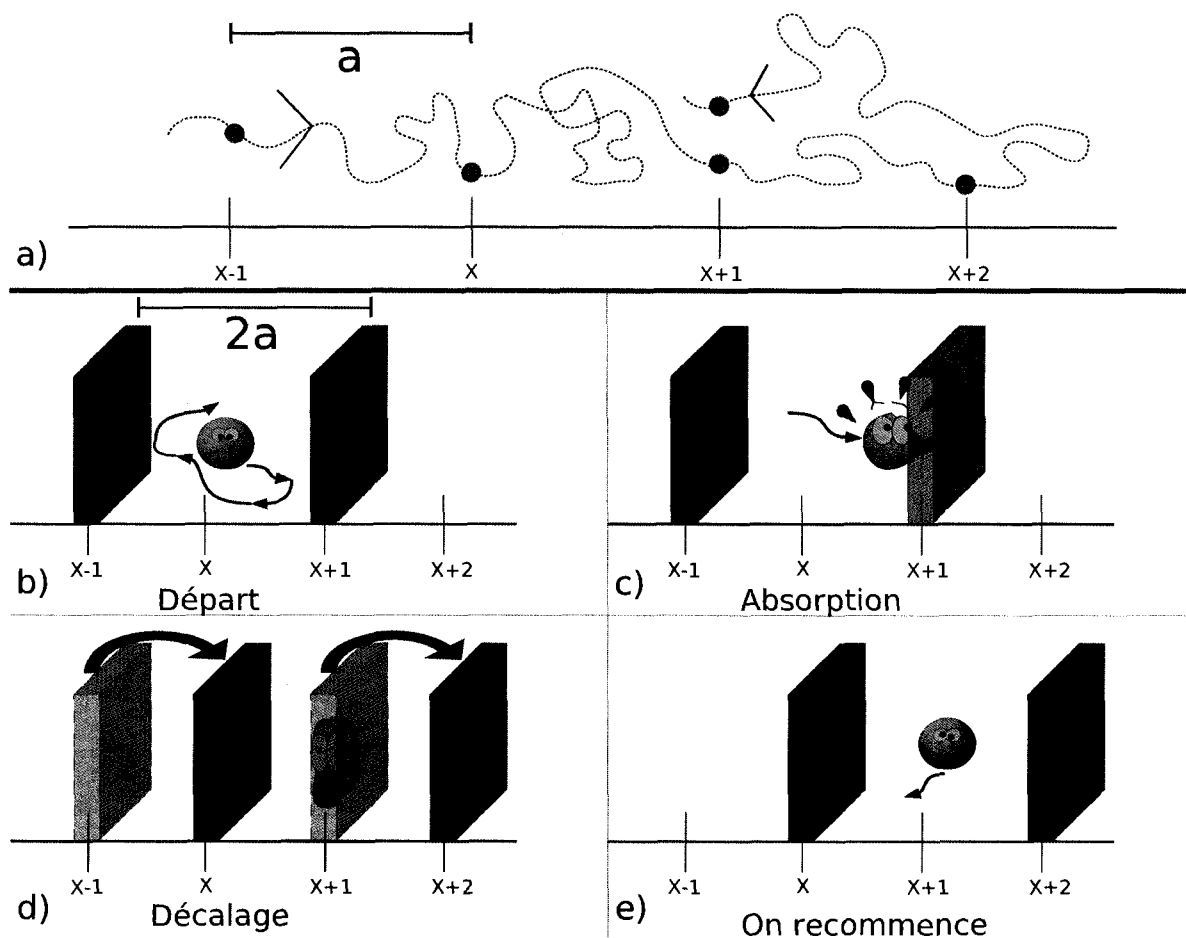 a
a)
X-1 X X+1 X+2
2a
b)
X-1 X X+1 X+2
Départ
c)
X-1 X X+1 X+2
Absorption
d)
X-1 X X+1 X+2
Décalage
e)
X-1 X X+1 X+2
On recommence